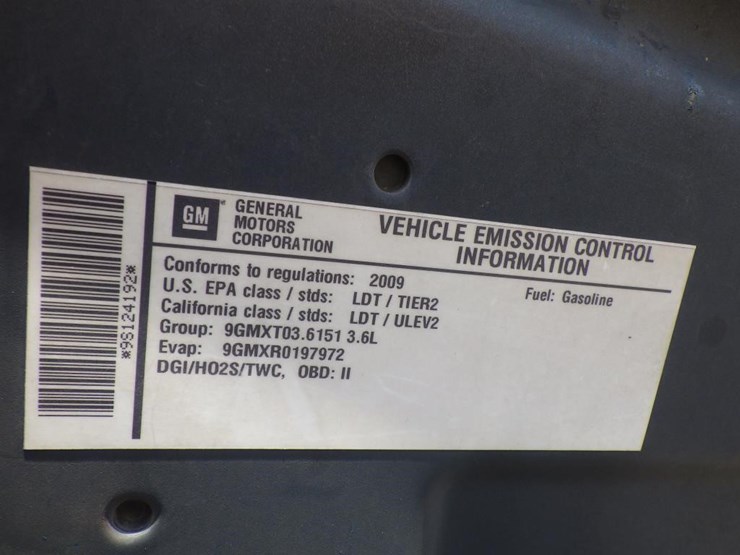 *98124192*
GM
GENERAL
MOTORS
CORPORATION
VEHICLE EMISSION CONTROL
INFORMATION
Conforms to regulations: 2009
Fuel: Gasoline
U.S. EPA class / stds: LDT / TIER2
California class / stds: LDT / ULEV2
Group: 9GMXT03.6151 3.6L
Evap: 9GMXR0197972
DGI/HO2S/TWC, OBD: II